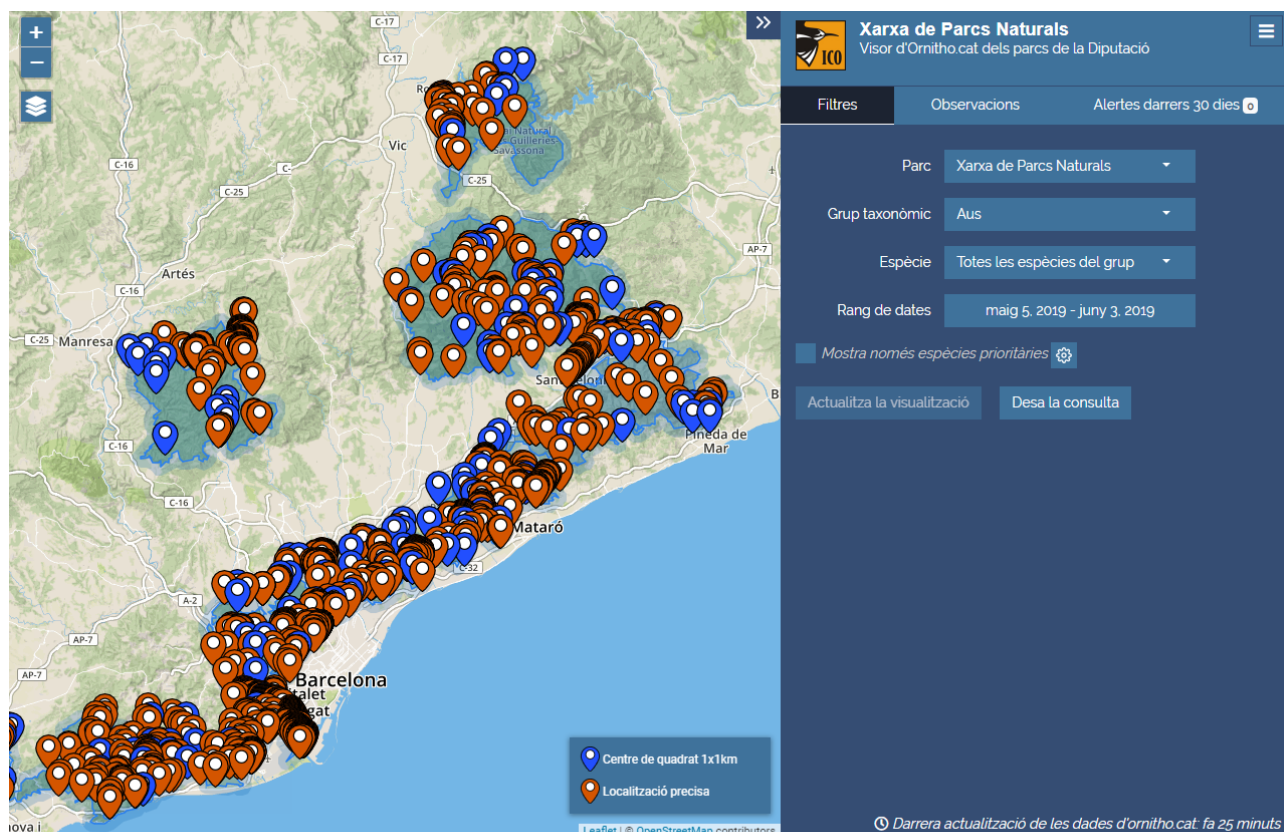 +
−
C-17
C-17
Vic
C-25
C-16
C-25
AP-7
Artés
C-16
C-25
Manresa
C-16
Pineda de
Mar
C-16
Mataró
C-32
A-2
AP-7
AP-7
Barcelona
Centre de quadrat 1x1km
Localització precisa
Leaflet | © OpenStreetMap contributors
ICO
Xarxa de Parcs Naturals
Visor d'Ornitho.cat dels parcs de la Diputació
Filtres
Observacions
Alertes darrers 30 dies 0
Parc
Xarxa de Parcs Naturals
Grup taxonòmic
Aus
Espècie
Totes les espècies del grup
Rang de dates
maig 5, 2019 - juny 3, 2019
Mostra només espècies prioritàries
Actualitza la visualització
Desa la consulta
Darrera actualització de les dades d'ornitho.cat: fa 25 minuts